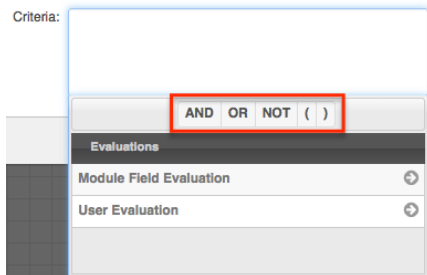 Criteria:
AND OR NOT ( )
Evaluations
Module Field Evaluation
User Evaluation